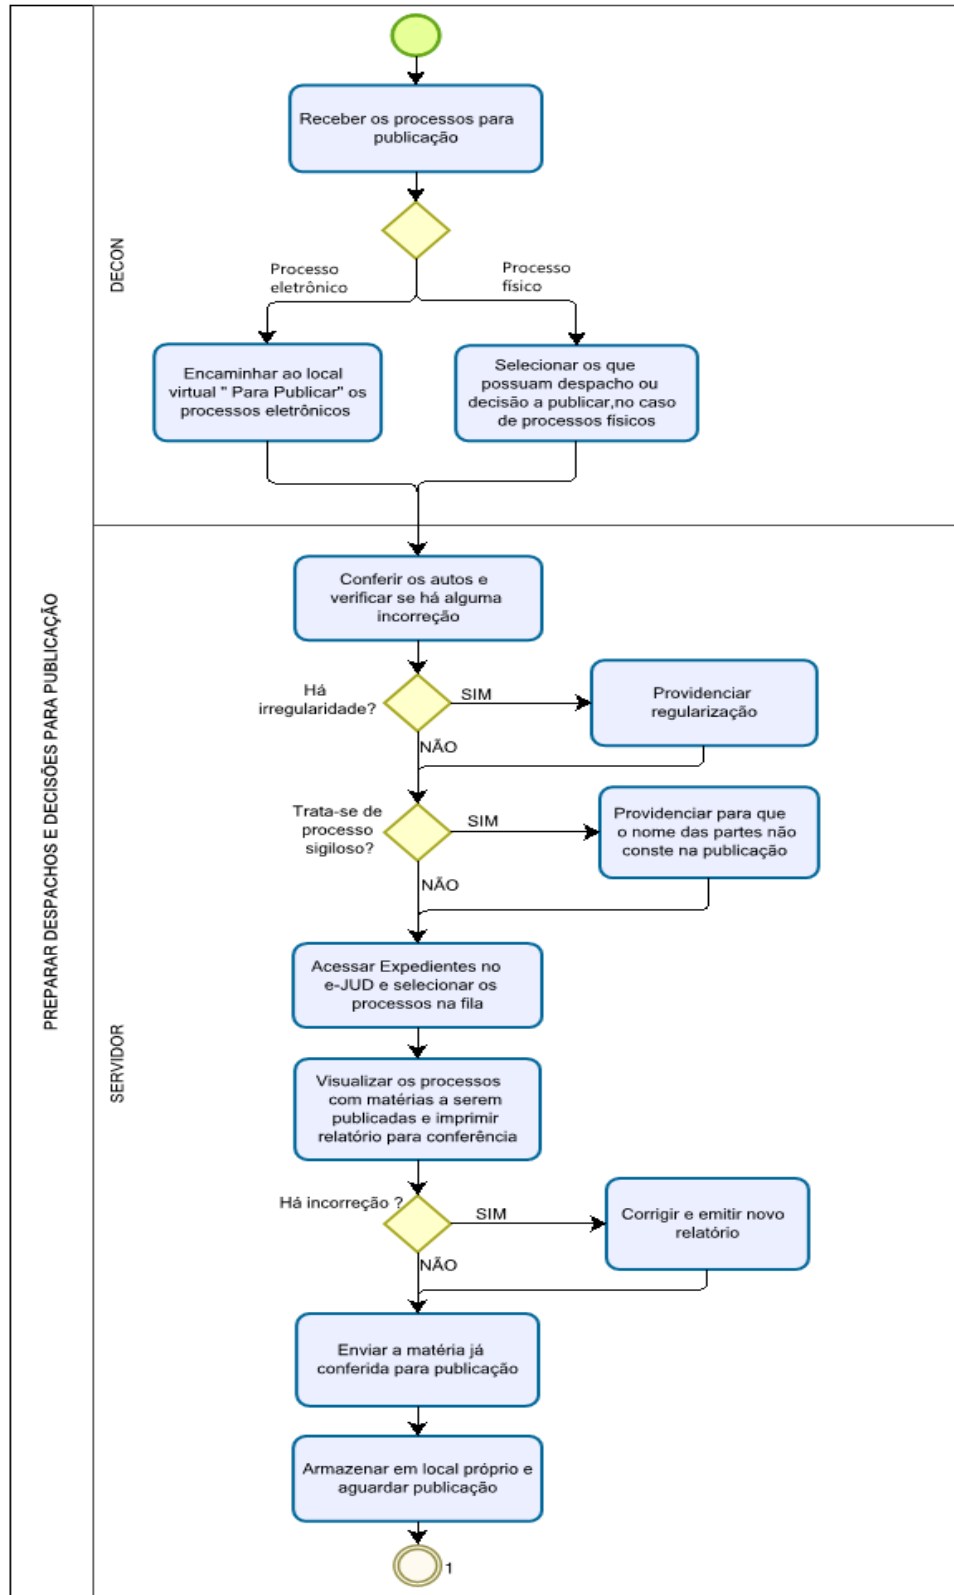 PREPARAR DESPACHOS E DECISÕES PARA PUBLICAÇÃO
DECON
Receber os processos para
publicação
Processo
eletrônico
Processo
físico
Encaminhar ao local
virtual " Para Publicar" os
processos eletrônicos
Selecionar os que
possuam despacho ou
decisão a publicar,no caso
de processos físicos
SERVIDOR
Conferir os autos e
verificar se há alguma
incorreção
Há
irregularidade?
SIM
Providenciar
regularização
NÃO
Trata-se de
processo
sigiloso?
SIM
Providenciar para que
o nome das partes não
conste na publicação
NÃO
Acessar Expedientes no
e-JUD e selecionar os
processos na fila
Visualizar os processos
com matérias a serem
publicadas e imprimir
relatório para conferência
Há incorreção ?
SIM
Corrigir e emitir novo
relatório
NÃO
Enviar a matéria já
conferida para publicação
Armazenar em local próprio e
aguardar publicação
1